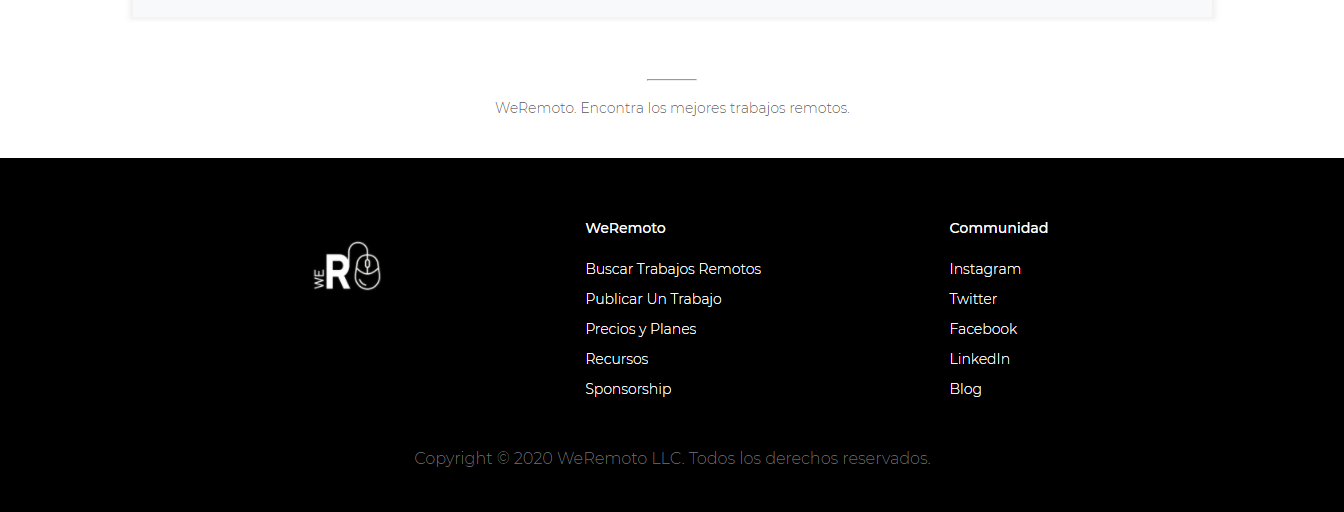 WeRemoto. Encontra los mejores trabajos remotos.
WE R
WeRemoto
Buscar Trabajos Remotos
Publicar Un Trabajo
Precios y Planes
Recursos
Sponsorship
Communidad
Instagram
Twitter
Facebook
LinkedIn
Blog
Copyright © 2020 WeRemoto LLC. Todos los derechos reservados.